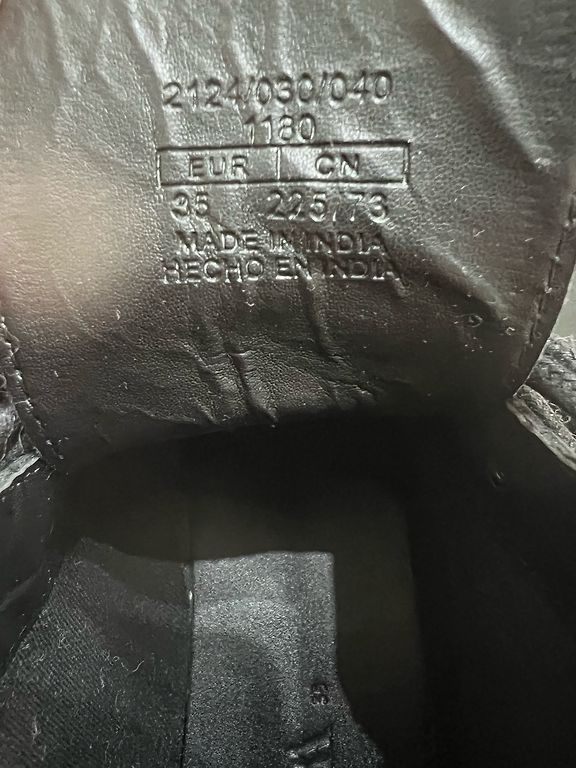 2124/030/040
1180
EUR CN
35 225/73
MADE IN INDIA
HECHO EN INDIA